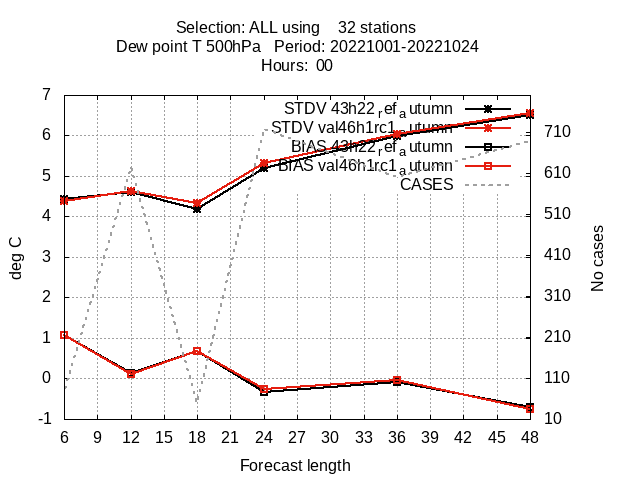 Selection: ALL using    32 stations
Dew point T 500hPa   Period: 20221001-20221024
Hours:  00
STDV 43h22ref_autumn
STDV val46h1rc1_autumn
BIAS 43h22ref_autumn
BIAS val46h1rc1_autumn
CASES
7
6
5
4
3
2
1
0
-1
deg C
710
610
510
410
310
210
110
10
No cases
6 9 12 15 18 21 24 27 30 33 36 39 42 45 48
Forecast length